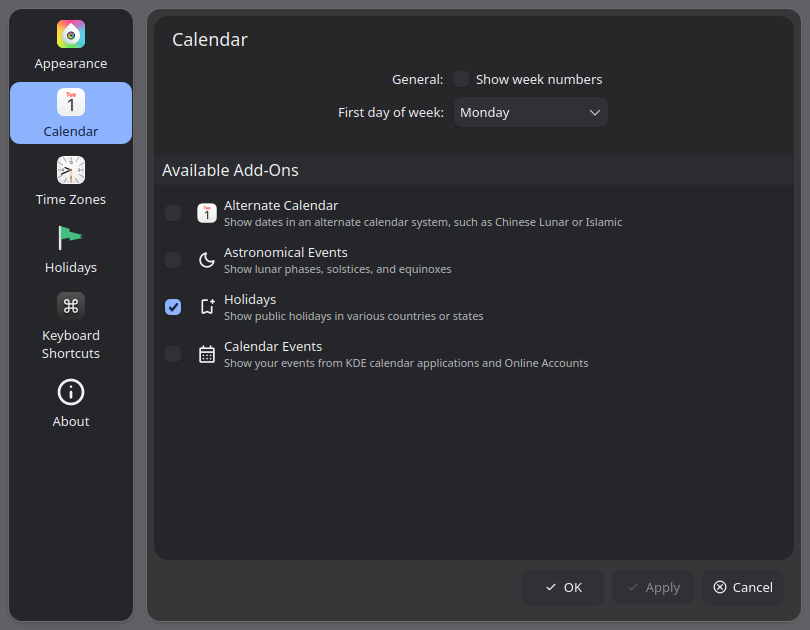 Appearance
Tue
1
Calendar
Time Zones
Holidays
Keyboard
Shortcuts
About
Calendar
General: Show week numbers
First day of week: Monday
Available Add-Ons
Tue
1
Alternate Calendar
Show dates in an alternate calendar system, such as Chinese Lunar or Islamic
Astronomical Events
Show lunar phases, solstices, and equinoxes
Holidays
Show public holidays in various countries or states
Calendar Events
Show your events from KDE calendar applications and Online Accounts
OK
Apply
Cancel